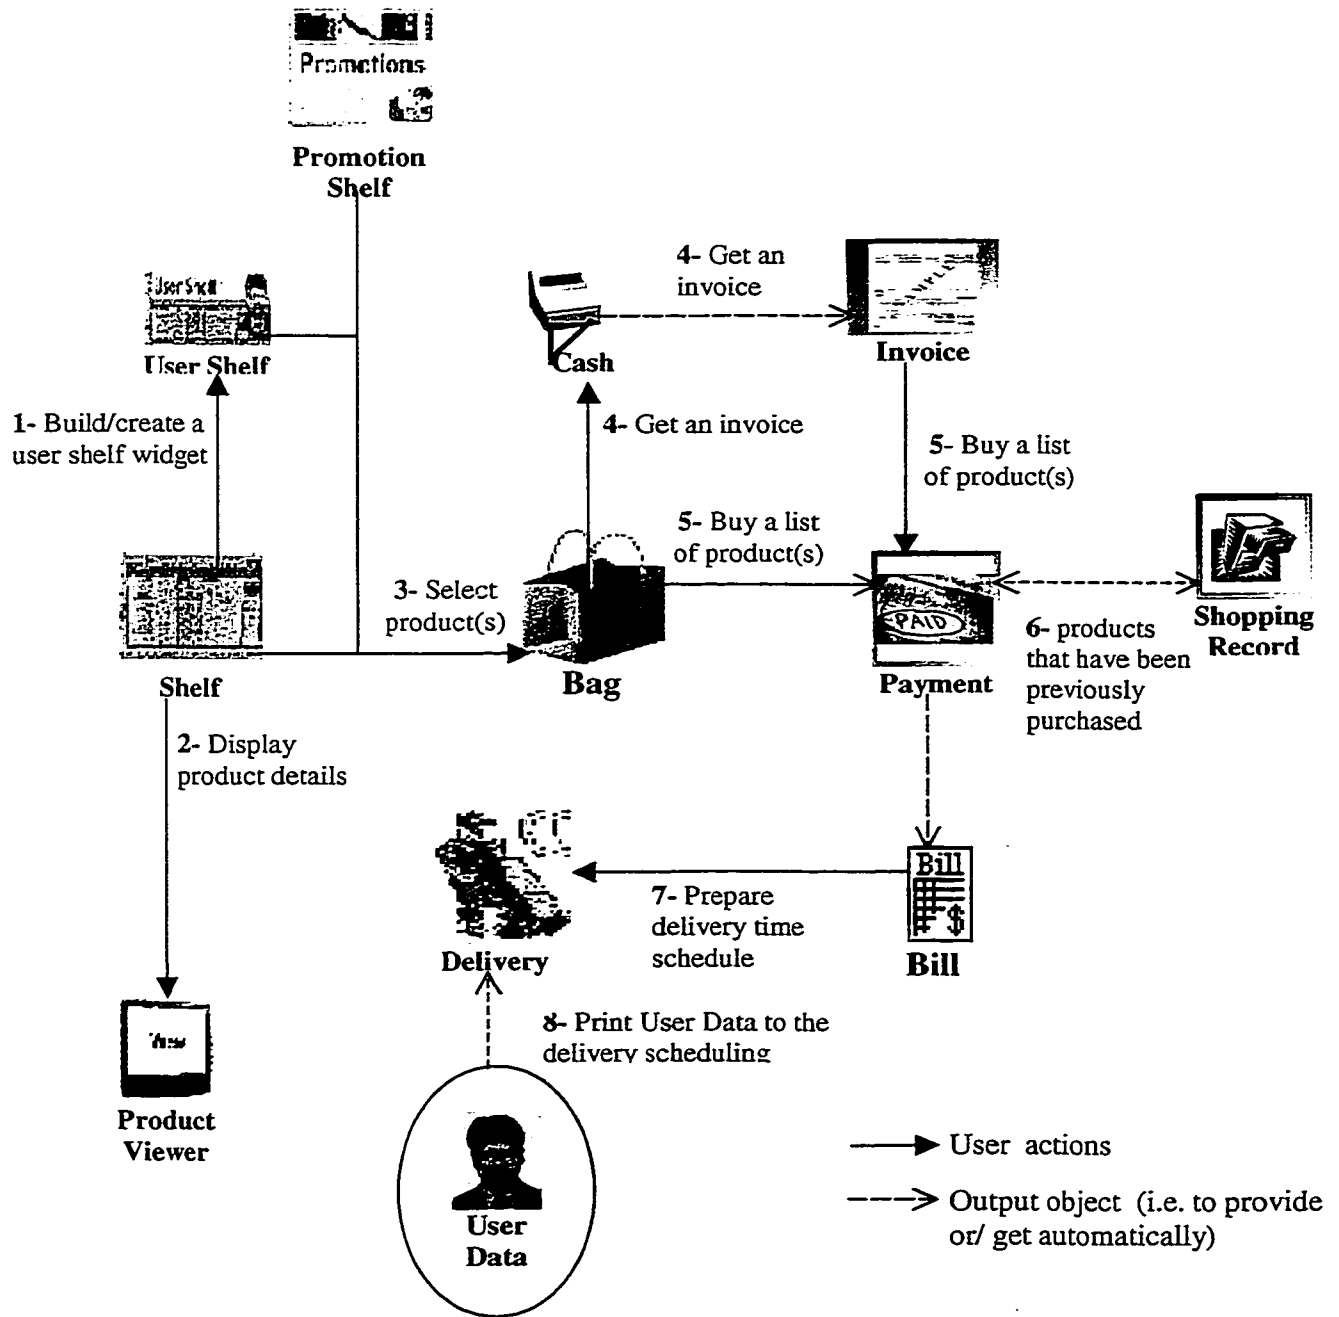 Promotions
Promotion
Shelf
User Shelf
User Shelf
1- Build/create a
user shelf widget
4- Get an
invoice
Cash
Invoice
4- Get an invoice
5- Buy a list
of product(s)
5- Buy a list
of product(s)
3- Select
product(s)
Shelf
Bag
PAID
Payment
Shopping
Record
6- products
that have been
previously
purchased
2- Display
product details
Delivery
7- Prepare
delivery time
schedule
Bill
$
Bill
8- Print User Data to the
delivery scheduling
Product
Viewer
User
Data
User actions
Output object (i.e. to provide
or/ get automatically)